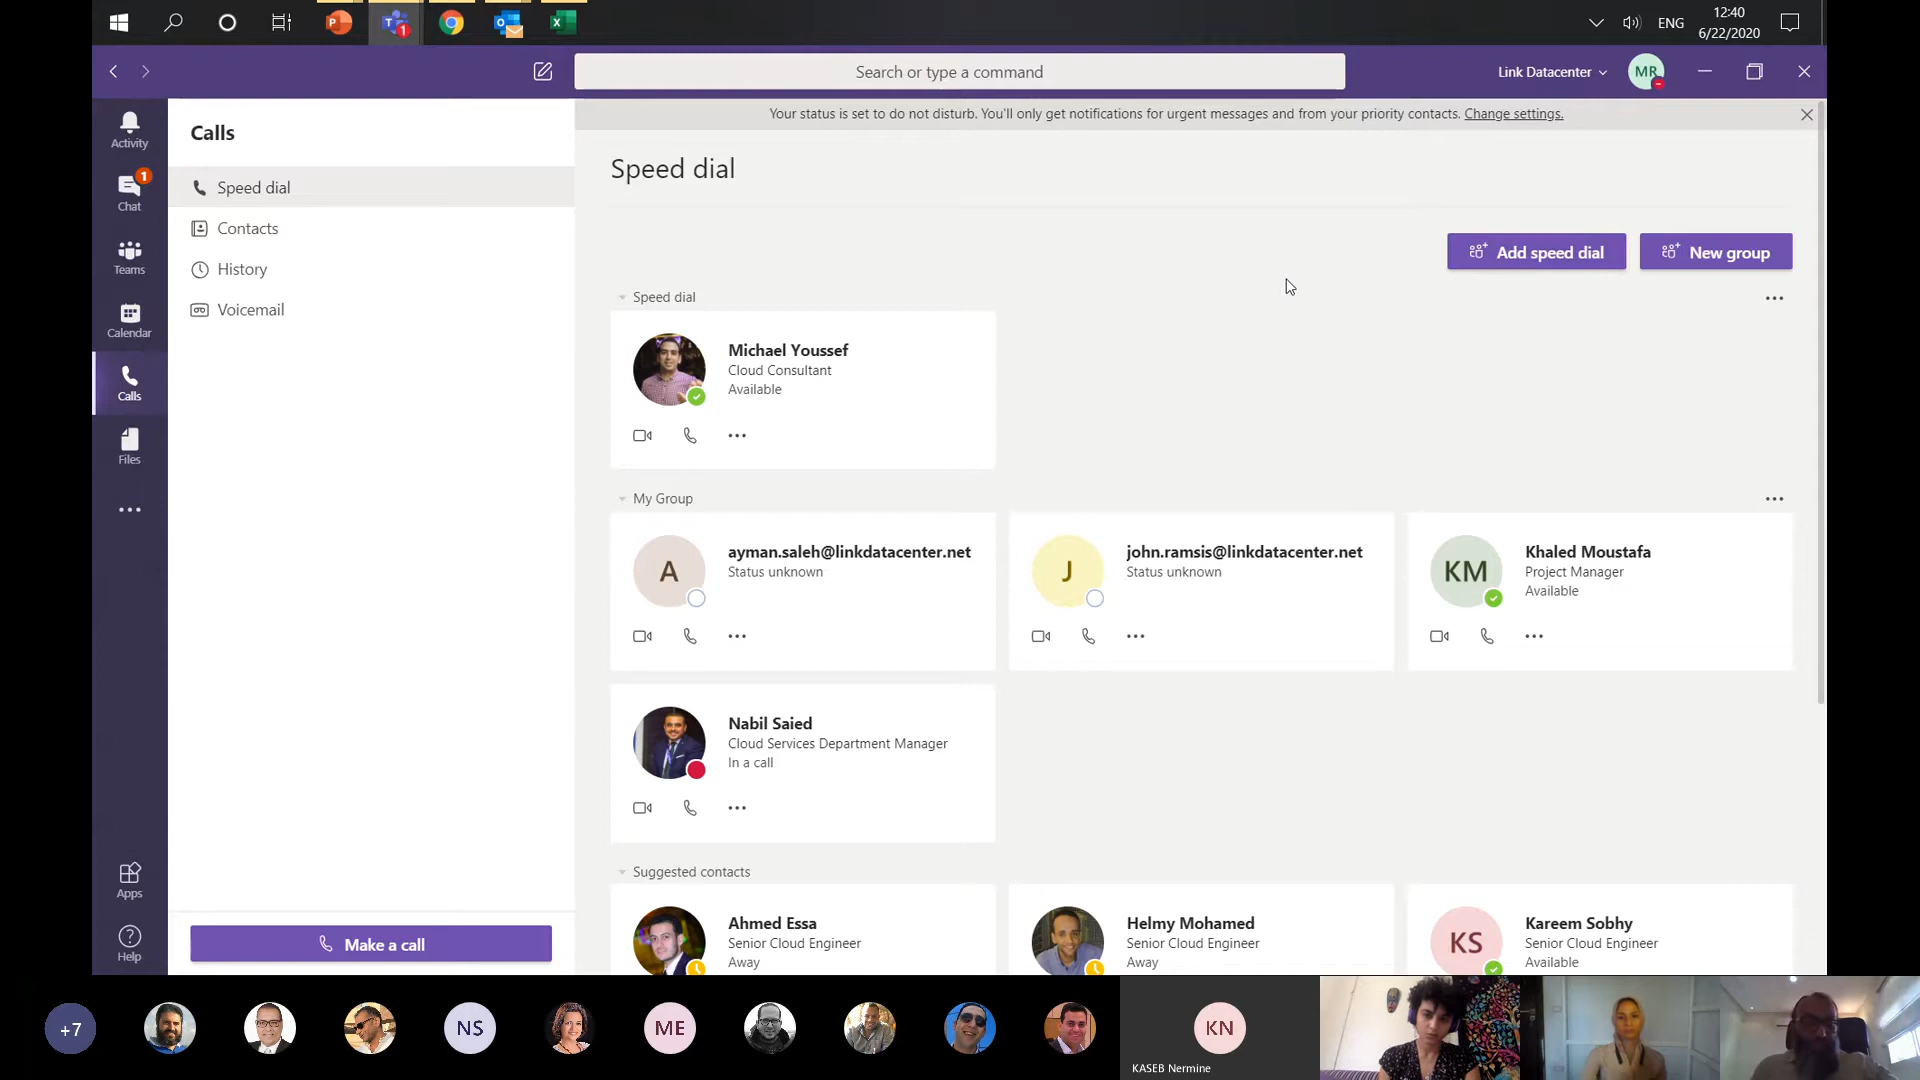 12:40
ENG
6/22/2020
Search or type a command
Link Datacenter
MR
Your status is set to do not disturb. You'll only get notifications for urgent messages and from your priority contacts. Change settings.
Activity
1
Chat
Teams
Calendar
Calls
Files
Apps
Help
Calls
Speed dial
Contacts
History
Voicemail
Make a call
Speed dial
Add speed dial
New group
Speed dial
Michael Youssef
Cloud Consultant
Available
My Group
A
ayman.saleh@linkdatacenter.net
Status unknown
J
john.ramsis@linkdatacenter.net
Status unknown
KM
Khaled Moustafa
Project Manager
Available
Nabil Saied
Cloud Services Department Manager
In a call
Suggested contacts
Ahmed Essa
Senior Cloud Engineer
Away
Helmy Mohamed
Senior Cloud Engineer
Away
KS
Kareem Sobhy
Senior Cloud Engineer
Available
+7
NS
ME
KN
KASEB Nermine